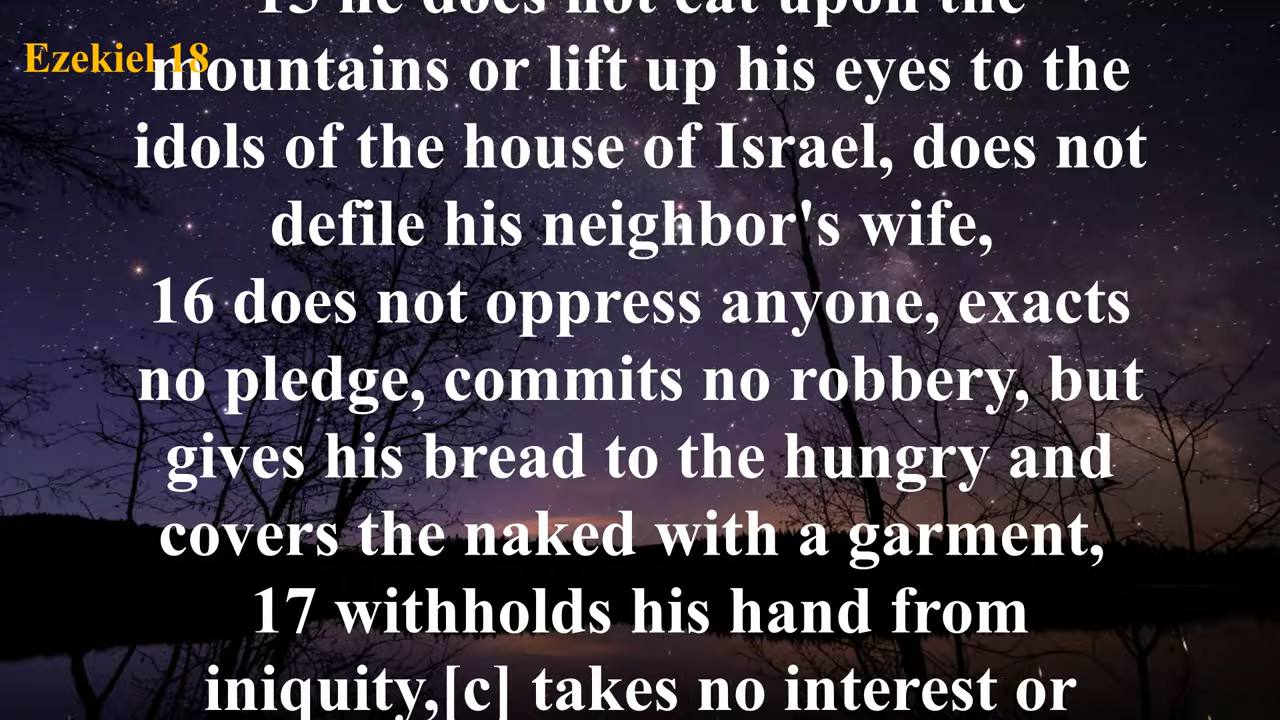 15 he does not eat upon the
Ezekiel 18
mountains or lift up his eyes to the
idols of the house of Israel, does not
defile his neighbor's wife,
16 does not oppress anyone, exacts
no pledge, commits no robbery, but
gives his bread to the hungry and
covers the naked with a garment,
17 withholds his hand from
iniquity,[c] takes no interest or